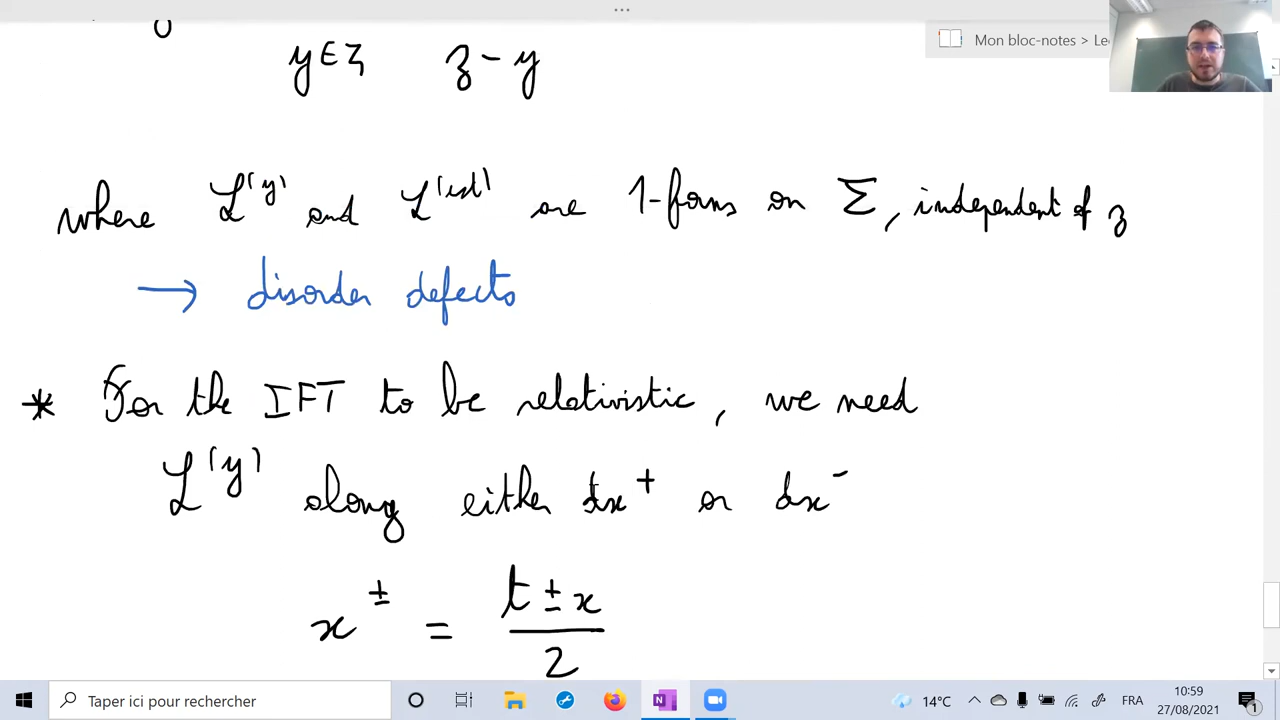 Mon bloc-notes > Le
y ∈ ζ   z - y
where ℒ^(y) and ℒ^(ist) are 1-forms on Σ, independent of z
→ disorder defects
* For the IFT to be relativistic, we need
ℒ^(y) along either dx^+ or dx^-
x^± = (t ± x)/2
Taper ici pour rechercher
14°C
FRA
10:59
27/08/2021
1